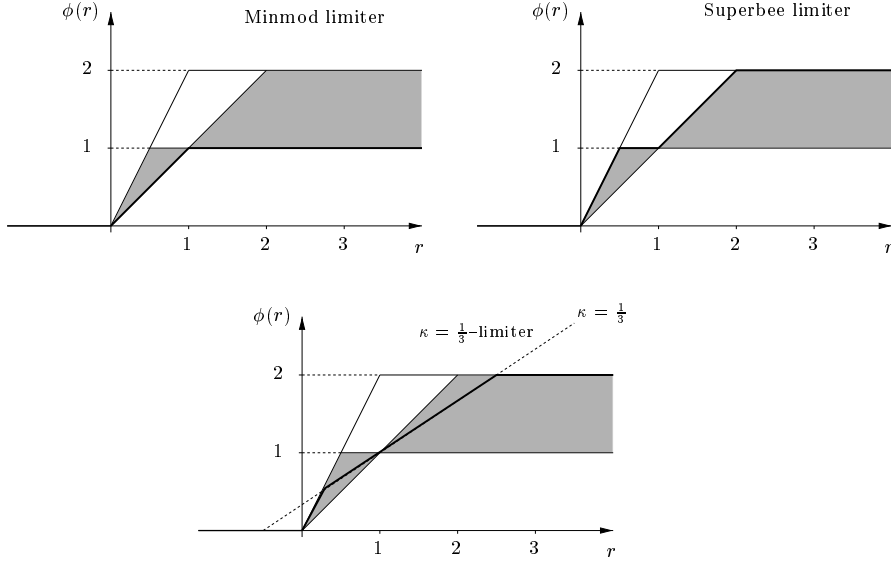 φ(r) Minmod limiter
2
1
1 2 3 r
φ(r) Superbee limiter
2
1
1 2 3 r
φ(r) κ = 1/3–limiter κ = 1/3
2
1
1 2 3 r